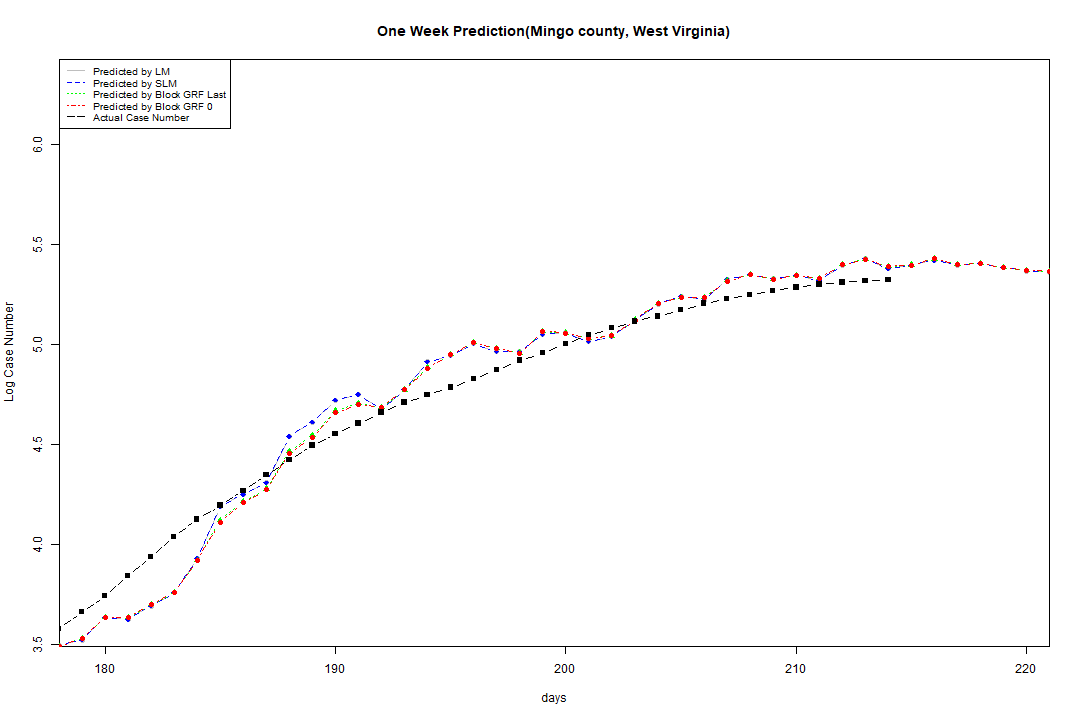 One Week Prediction(Mingo county, West Virginia)
Predicted by LM
Predicted by SLM
Predicted by Block GRF Last
Predicted by Block GRF 0
Actual Case Number
6.0
5.5
5.0
4.5
4.0
3.5
Log Case Number
180 190 200 210 220
days